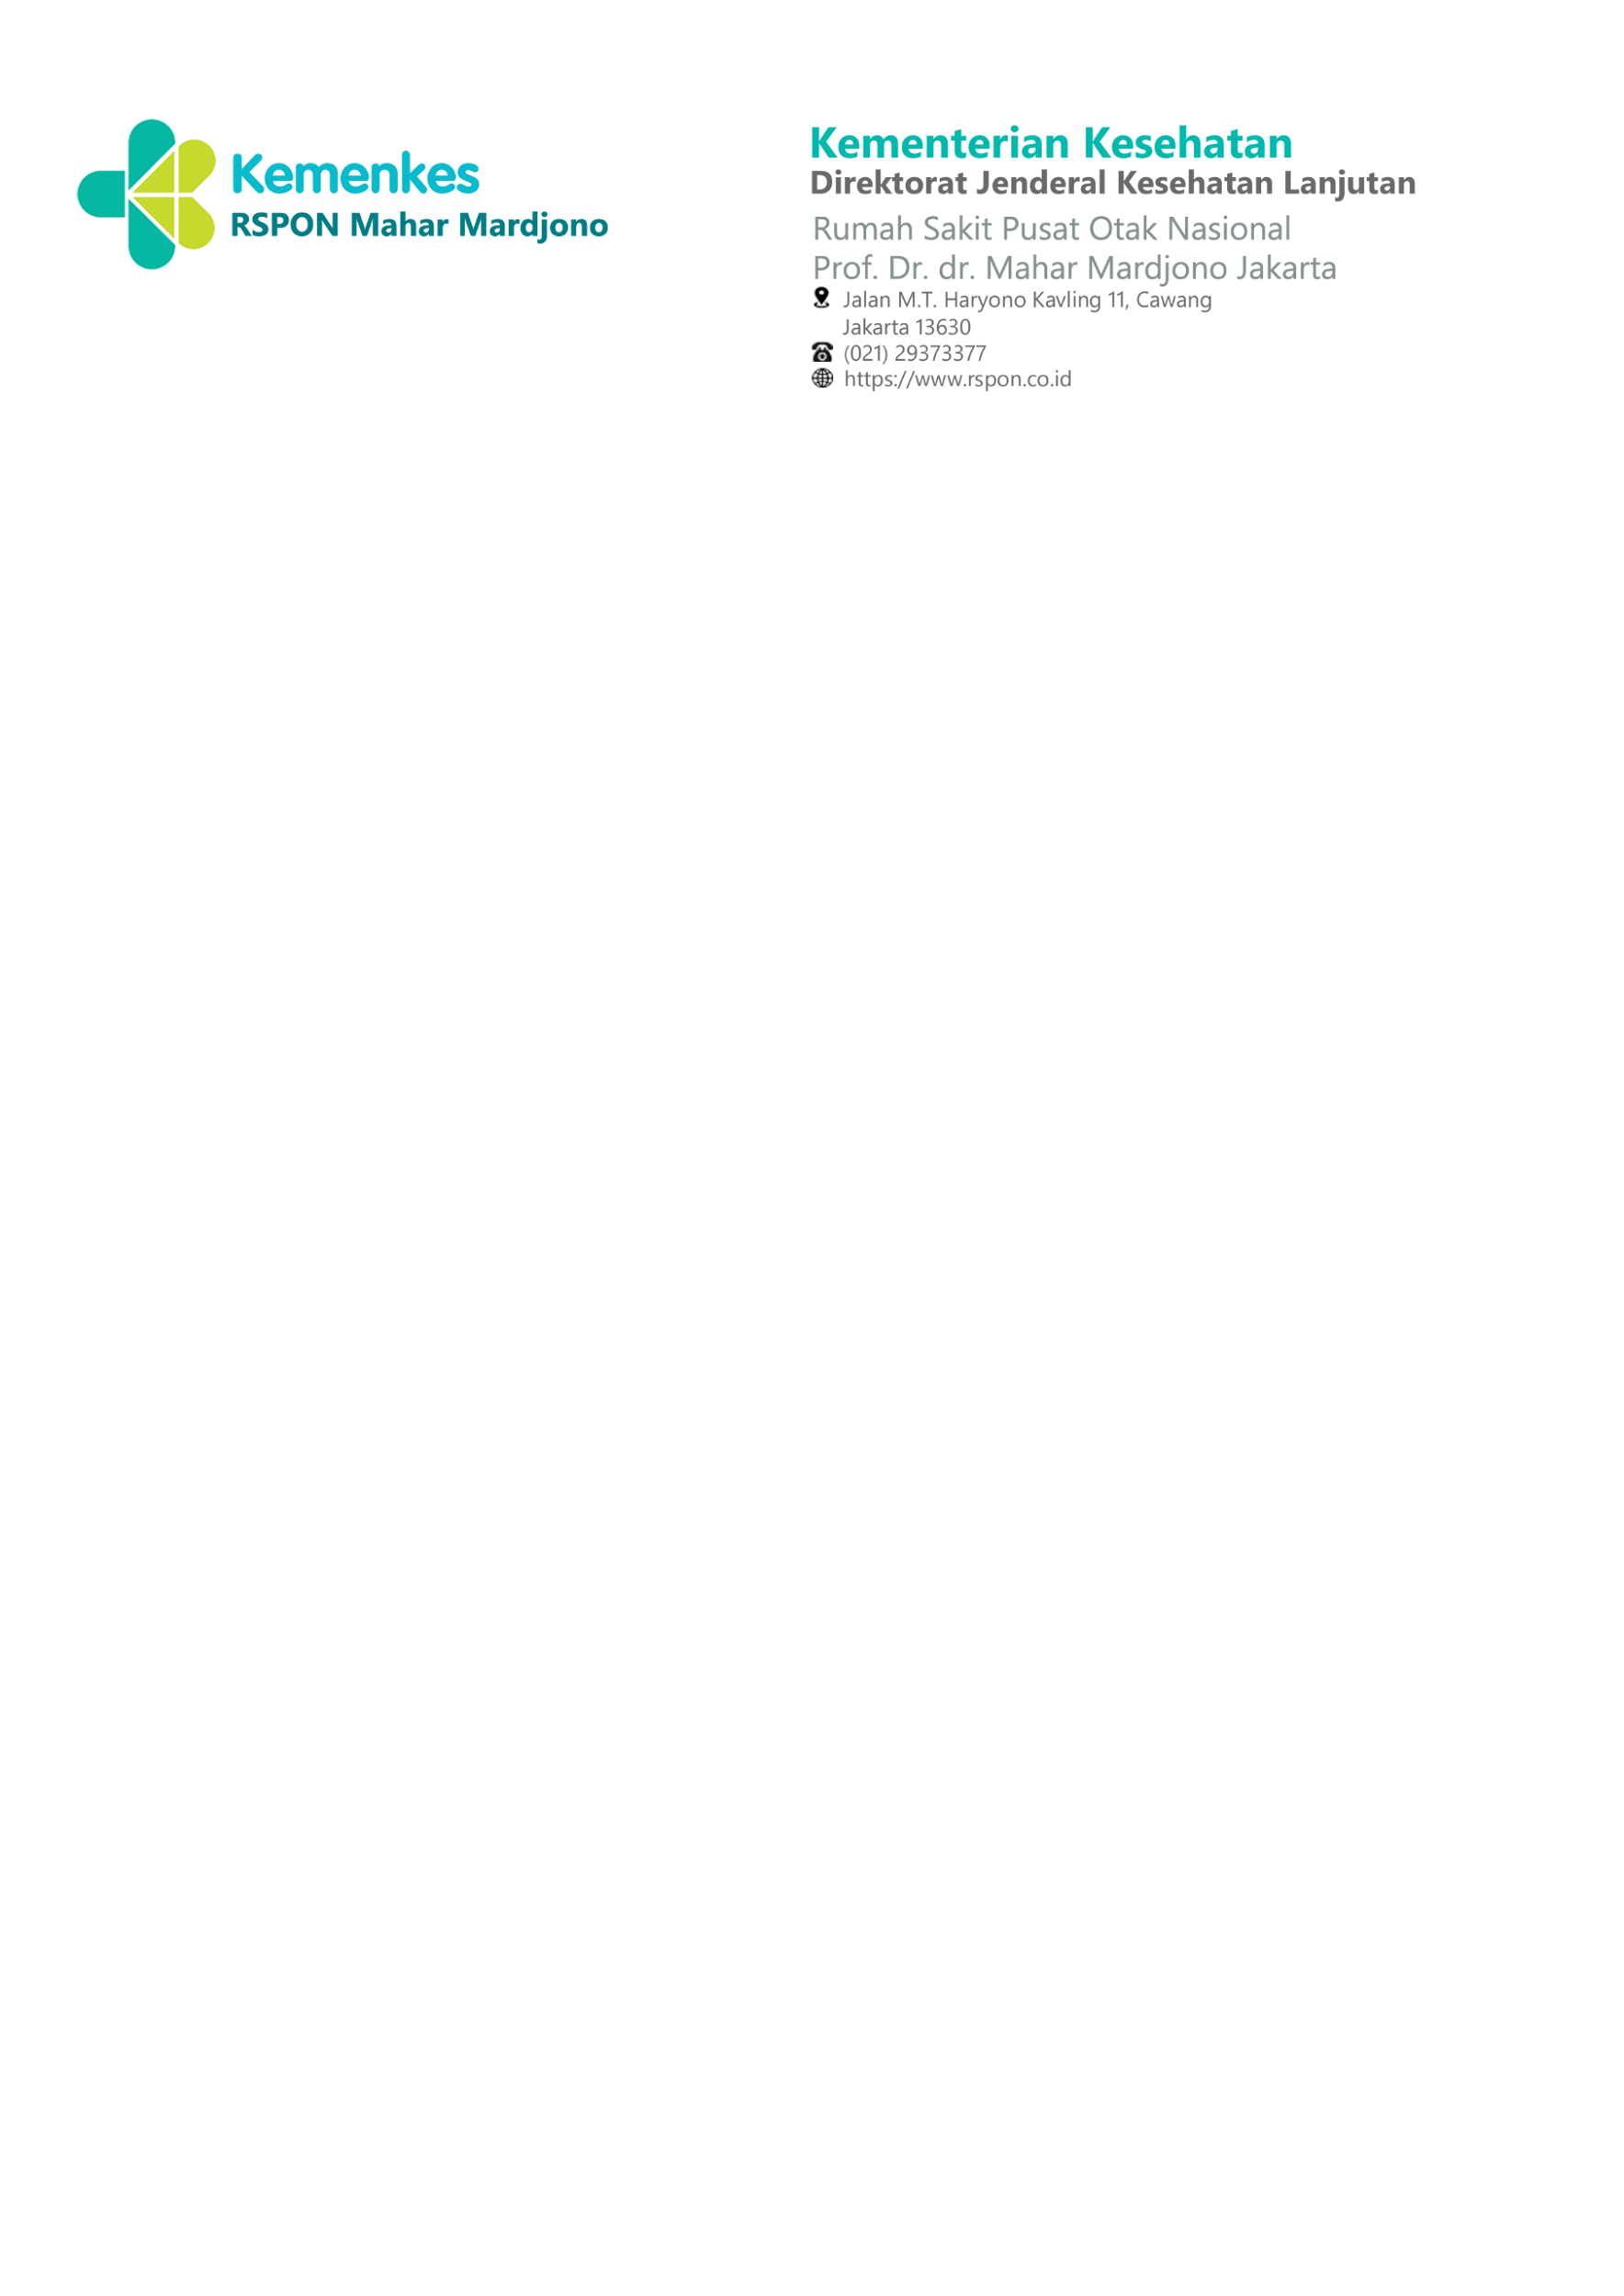 Kemenkes
RSPON Mahar Mardjono
Kementerian Kesehatan
Direktorat Jenderal Kesehatan Lanjutan
Rumah Sakit Pusat Otak Nasional
Prof. Dr. dr. Mahar Mardjono Jakarta
Jalan M.T. Haryono Kavling 11, Cawang
Jakarta 13630
(021) 29373377
https://www.rspon.co.id